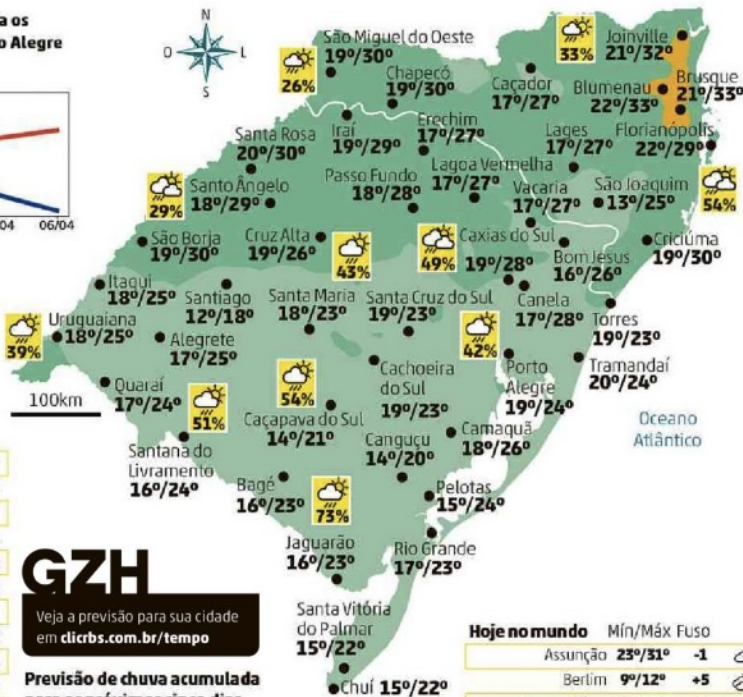 a os
o Alegre
04 06/04
N
O L
S
São Miguel do Oeste
19º/30º
26%
Chapecó
19º/30º
33%
Caçador
17º/27º
Joinville
21º/32º
Blumenau
22º/33º
Brusque
21º/33º
Florianópolis
22º/29º
54%
Iraí
19º/29º
Erechim
17º/27º
Lages
17º/27º
Santa Rosa
20º/30º
29%
Santo Ângelo
18º/29º
Passo Fundo
18º/28º
Lagoa Vermelha
17º/27º
Vacaria
17º/27º
São Joaquim
13º/25º
São Borja
19º/30º
Cruz Alta
19º/26º
43%
49%
Caxias do Sul
19º/28º
Bom Jesus
16º/26º
Criciúma
19º/30º
Itaqui
18º/25º
Santiago
12º/18º
Santa Maria
18º/23º
Santa Cruz do Sul
19º/23º
Canela
17º/28º
Torres
19º/23º
39%
Uruguaiana
18º/25º
Alegrete
17º/25º
42%
Porto
Alegre
19º/24º
Tramandaí
20º/24º
Quaraí
17º/24º
100km
51%
54%
Cachoeira
do Sul
19º/23º
Oceano
Atlântico
Caçapava do Sul
14º/21º
Camaquã
18º/26º
Santana do
Livramento
16º/24º
Canguçu
14º/20º
Bagé
16º/23º
73%
Pelotas
15º/24º
Jaguarão
16º/23º
Rio Grande
17º/23º
GZH
Veja a previsão para sua cidade
em clicrbs.com.br/tempo
Santa Vitória
do Palmar
15º/22º
Chuí 15º/22º
Previsão de chuva acumulada
Hoje no mundo Mín/Máx Fuso
Assunção 23º/31º -1
Berlim 9º/12º +5